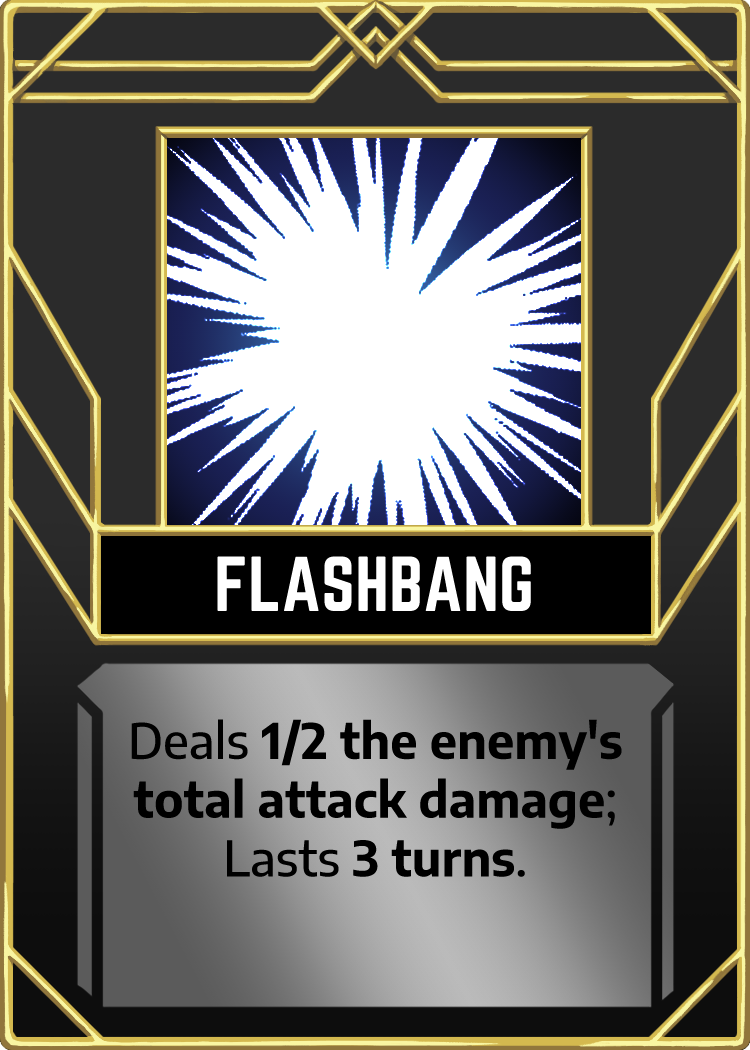 FLASHBANG
Deals 1/2 the enemy's
total attack damage;
Lasts 3 turns.